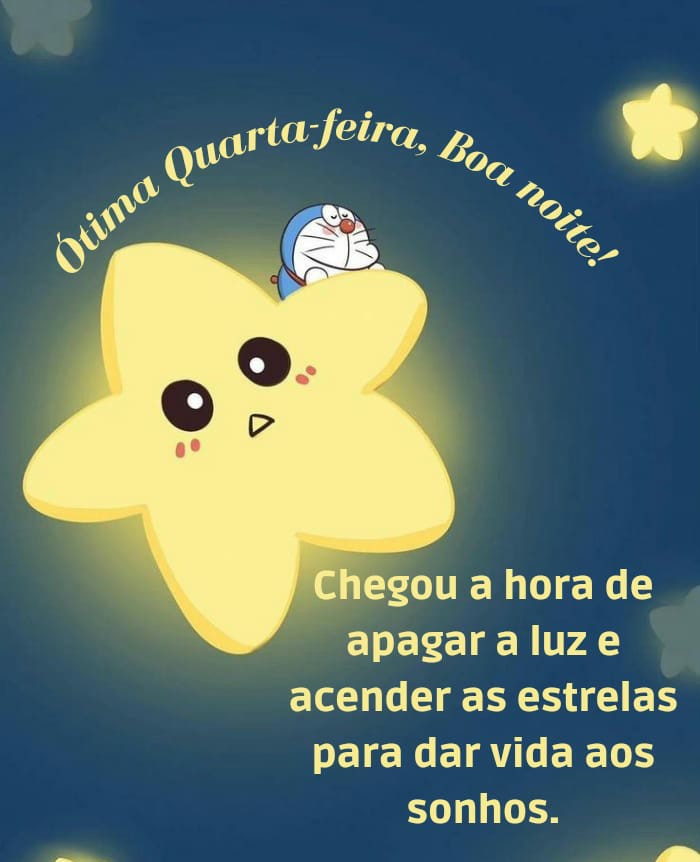 Ótima Quarta-feira, Boa noite!
Chegou a hora de
apagar a luz e
acender as estrelas
para dar vida aos
sonhos.